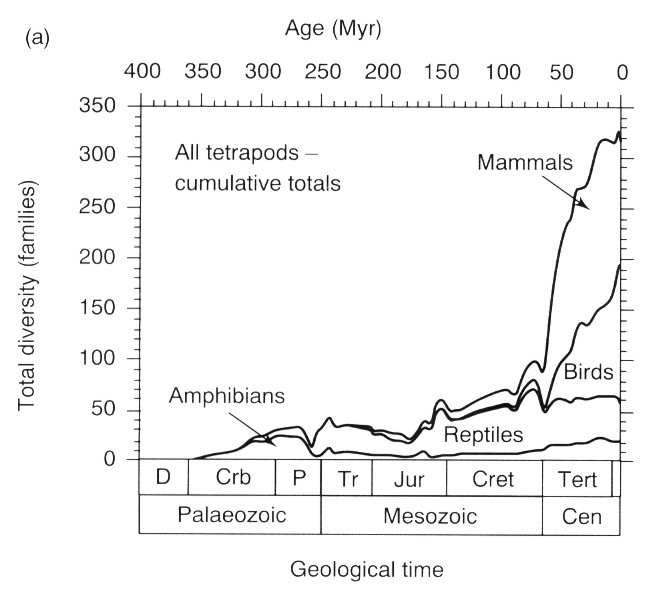 (a)
Age (Myr)
400 350 300 250 200 150 100 50 0
350
300
250
200
150
100
50
0
Total diversity (families)
All tetrapods –
cumulative totals
Mammals
Birds
Amphibians
Reptiles
D Crb P Tr Jur Cret Tert
Palaeozoic Mesozoic Cen
Geological time